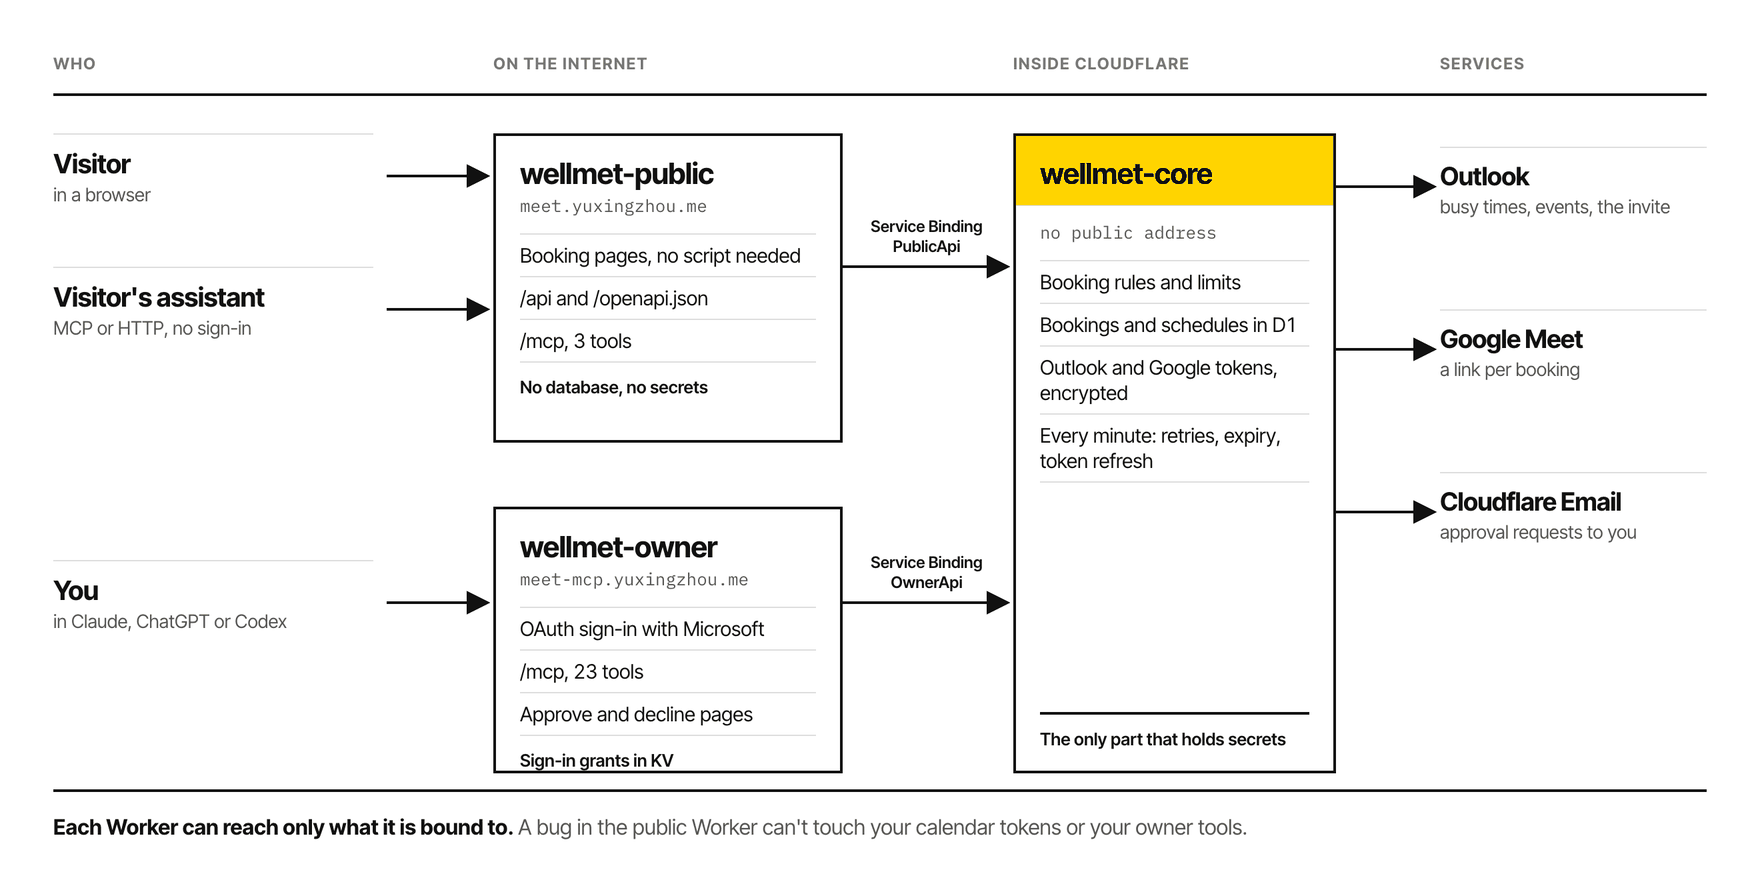 WHO
ON THE INTERNET
INSIDE CLOUDFLARE
SERVICES
Visitor
in a browser
Visitor's assistant
MCP or HTTP, no sign-in
You
in Claude, ChatGPT or Codex
wellmet-public
meet.yuxingzhou.me
Booking pages, no script needed
/api and /openapi.json
/mcp, 3 tools
No database, no secrets
wellmet-owner
meet-mcp.yuxingzhou.me
OAuth sign-in with Microsoft
/mcp, 23 tools
Approve and decline pages
Sign-in grants in KV
Service Binding
PublicApi
Service Binding
OwnerApi
wellmet-core
no public address
Booking rules and limits
Bookings and schedules in D1
Outlook and Google tokens,
encrypted
Every minute: retries, expiry,
token refresh
The only part that holds secrets
Outlook
busy times, events, the invite
Google Meet
a link per booking
Cloudflare Email
approval requests to you
Each Worker can reach only what it is bound to. A bug in the public Worker can't touch your calendar tokens or your owner tools.